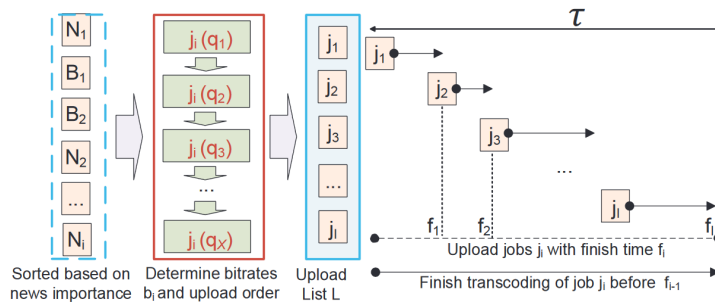 N1
B1
B2
N2
...
Ni
Sorted based on
news importance
ji (q1)
ji (q2)
ji (q3)
...
ji (qX)
Determine bitrates
bi and upload order
j1
j2
j3
...
jl
Upload
List L
τ
j1
j2
j3
...
jl
f1
f2
fl
Upload jobs ji with finish time fi
Finish transcoding of job ji before fi-1